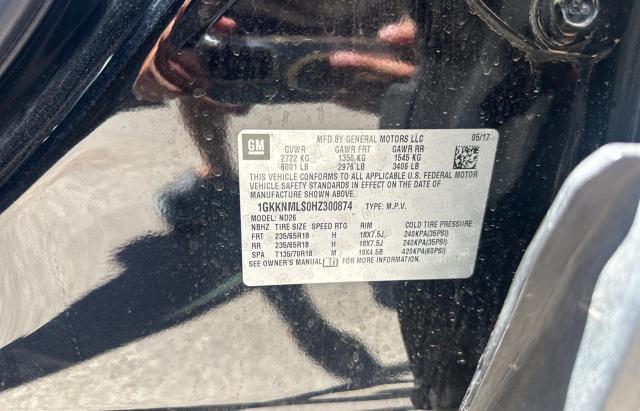 GM MFD BY GENERAL MOTORS LLC 05/17
GVWR GAWR FRT GAWR RR
2722 KG 1350 KG 1545 KG
6001 LB 2976 LB 3406 LB
THIS VEHICLE CONFORMS TO ALL APPLICABLE U.S. FEDERAL MOTOR
VEHICLE SAFETY STANDARDS IN EFFECT ON THE DATE OF
MANUFACTURE SHOWN ABOVE.
1GKKNMLS0HZ300874 TYPE: M.P.V.
MODEL: ND26
NBHZ TIRE SIZE SPEED RTG RIM COLD TIRE PRESSURE
FRT 235/65R18 H 18X7.5J 240KPA(35PSI)
RR 235/65R18 H 18X7.5J 240KPA(35PSI)
SPA T135/70R18 M 18X4.5B 420KPA(60PSI)
SEE OWNER'S MANUAL